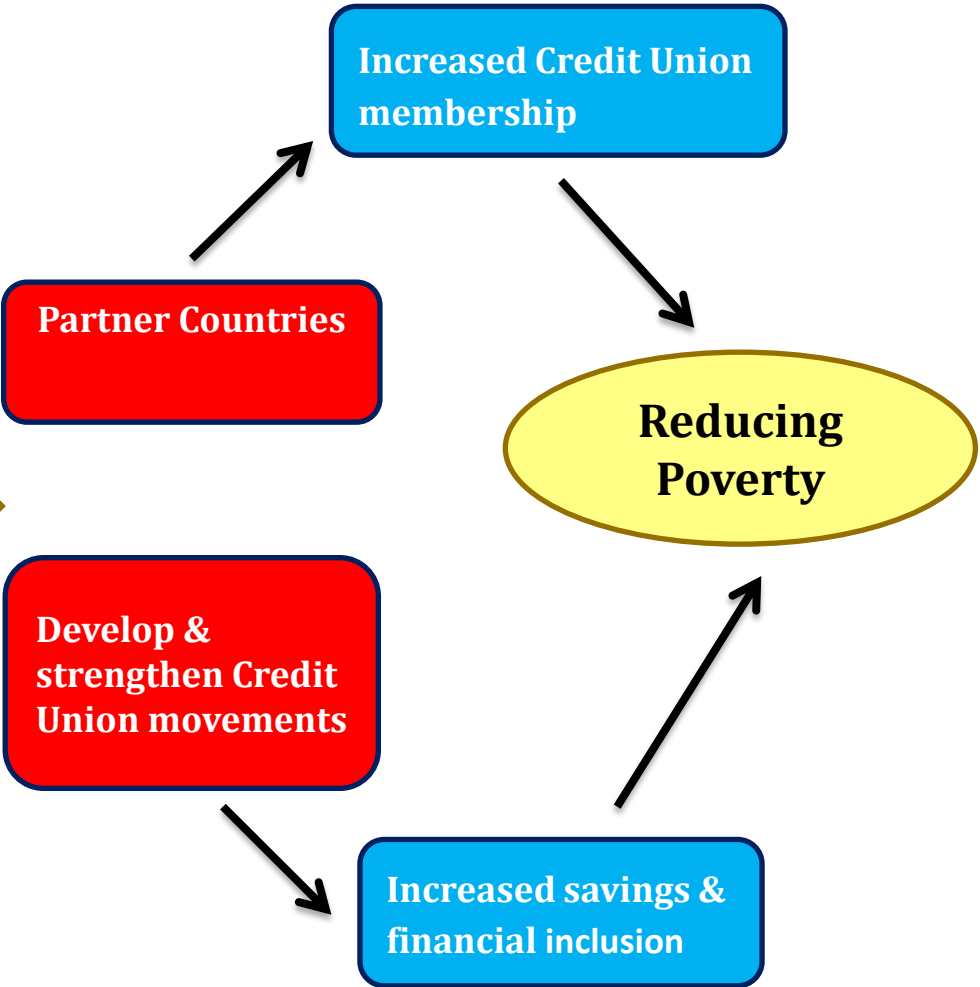 Increased Credit Union
membership
Partner Countries
Reducing
Poverty
Develop &
strengthen Credit
Union movements
Increased savings &
financial inclusion